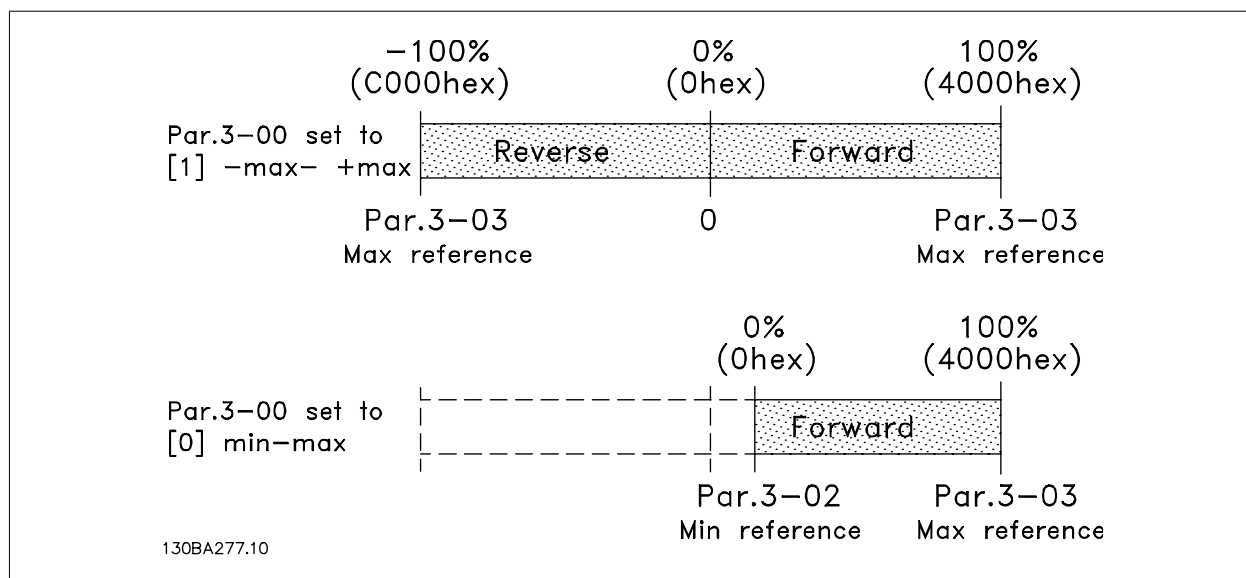 -100% 0% 100%
(C000hex) (0hex) (4000hex)
Par.3-00 set to
[1] -max- +max
Reverse Forward
Par.3-03 0 Par.3-03
Max reference Max reference
0% 100%
(0hex) (4000hex)
Par.3-00 set to
[0] min-max
Forward
Par.3-02 Par.3-03
Min reference Max reference
130BA277.10